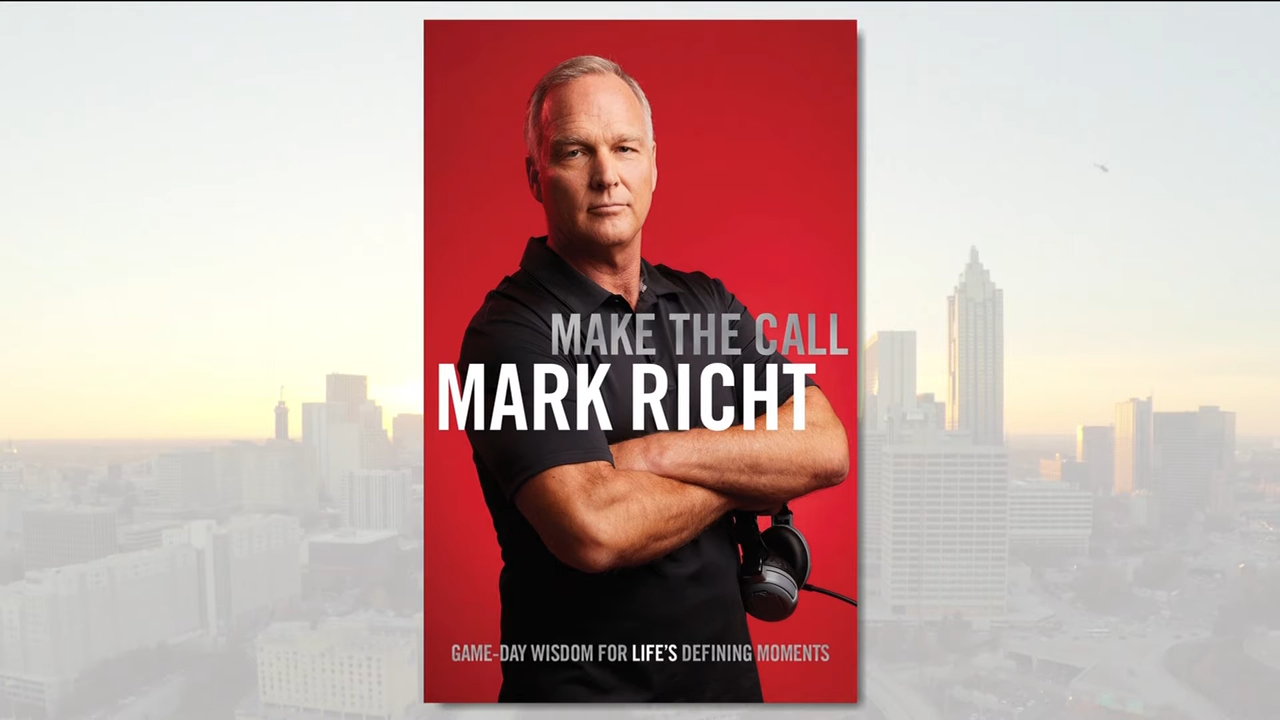 MAKE THE CALL
MARK RICHT
GAME-DAY WISDOM FOR LIFE'S DEFINING MOMENTS